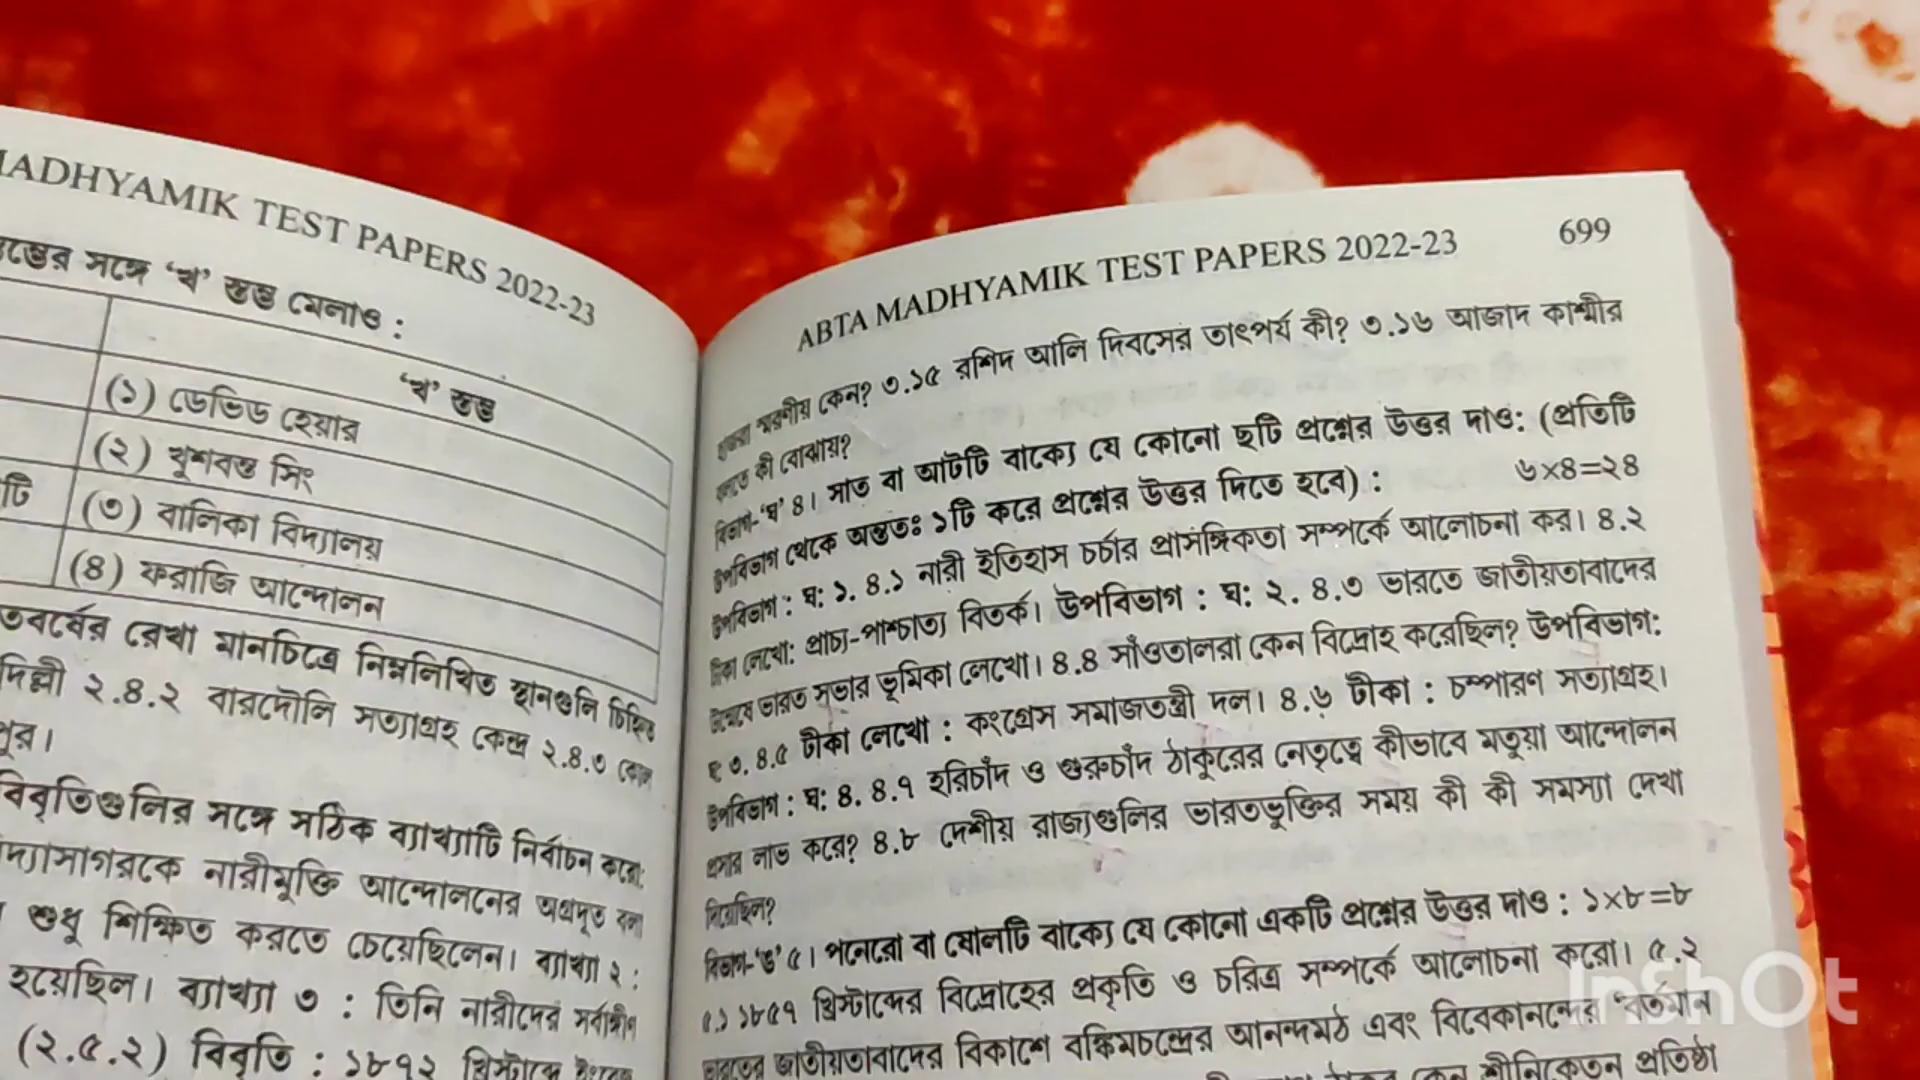 MADHYAMIK TEST PAPERS 2022-23
সঙ্গে ‘খ’ স্তম্ভ মেলাও :
‘খ’ স্তম্ভ
(১) ডেভিড হেয়ার
(২) খুশবন্ত সিং
টি (৩) বালিকা বিদ্যালয়
(৪) ফরাজি আন্দোলন
রেখা মানচিত্রে নিম্নলিখিত স্থানগুলি চিহ্নিত
দিল্লী ২.৪.২ বারদৌলি সত্যাগ্রহ কেন্দ্র ২.৪.৩
পুর।
বিবৃতিগুলির সঙ্গে সঠিক ব্যাখ্যাটি নির্বাচন করো:
নারীমুক্তি আন্দোলনের অগ্রদূত বলা
শুধু শিক্ষিত করতে চেয়েছিলেন। ব্যাখ্যা ২ :
হয়েছিল। ব্যাখ্যা ৩ : তিনি নারীদের সর্বাঙ্গীণ
(২.৫.২) বিবৃতি : ১৮৭২ খ্রিস্টাব্দে
ABTA MADHYAMIK TEST PAPERS 2022-23 699
স্মরণীয় কেন? ৩.১৫ রশিদ আলি দিবসের তাৎপর্য কী? ৩.১৬ আজাদ কাশ্মীর
বলতে কী বোঝায়?
বিভাগ-‘ঘ’ ৪। সাত বা আটটি বাক্যে যে কোনো ছটি প্রশ্নের উত্তর দাও: (প্রতিটি
উপবিভাগ থেকে অন্ততঃ ১টি করে প্রশ্নের উত্তর দিতে হবে) : ৬×৪=২৪
উপবিভাগ : ঘ: ১. ৪.১ নারী ইতিহাস চর্চার প্রাসঙ্গিকতা সম্পর্কে আলোচনা কর। ৪.২
টীকা লেখো: প্রাচ্য-পাশ্চাত্য বিতর্ক। উপবিভাগ : ঘ: ২. ৪.৩ ভারতে জাতীয়তাবাদের
উন্মেষে ভারত সভার ভূমিকা লেখো। ৪.৪ সাঁওতালরা কেন বিদ্রোহ করেছিল? উপবিভাগ:
ঘ ৩. ৪.৫ টীকা লেখো : কংগ্রেস সমাজতন্ত্রী দল। ৪.৬ টীকা : চম্পারণ সত্যাগ্রহ।
উপবিভাগ : ঘ: ৪. ৪.৭ হরিচাঁদ ও গুরুচাঁদ ঠাকুরের নেতৃত্বে কীভাবে মতুয়া আন্দোলন
প্রসার লাভ করে? ৪.৮ দেশীয় রাজ্যগুলির ভারতভুক্তির সময় কী কী সমস্যা দেখা
দিয়েছিল?
বিভাগ-‘ঙ’ ৫। পনেরো বা ষোলটি বাক্যে যে কোনো একটি প্রশ্নের উত্তর দাও : ১×৮=৮
৫.১ ১৮৫৭ খ্রিস্টাব্দের বিদ্রোহের প্রকৃতি ও চরিত্র সম্পর্কে আলোচনা করো। ৫.২
ভারতের জাতীয়তাবাদের বিকাশে বঙ্কিমচন্দ্রের আনন্দমঠ এবং বিবেকানন্দের ‘বর্তমান
কেন শ্রীনিকেতন প্রতিষ্ঠা
InShOt